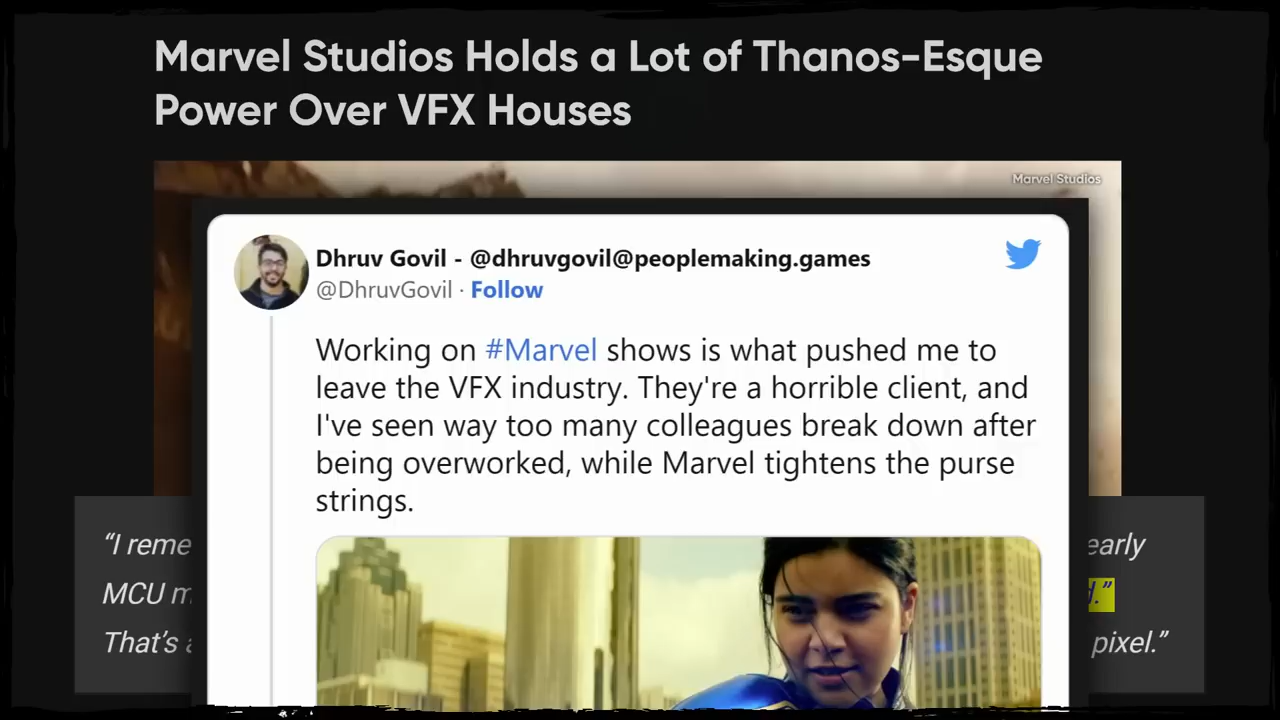 Marvel Studios Holds a Lot of Thanos-Esque
Power Over VFX Houses
Marvel Studios
Dhruv Govil - @dhruvgovil@peoplemaking.games
@DhruvGovil · Follow
Working on #Marvel shows is what pushed me to
leave the VFX industry. They're a horrible client, and
I've seen way too many colleagues break down after
being overworked, while Marvel tightens the purse
strings.
“I reme
early
MCU m
.”
That’s a
pixel.”